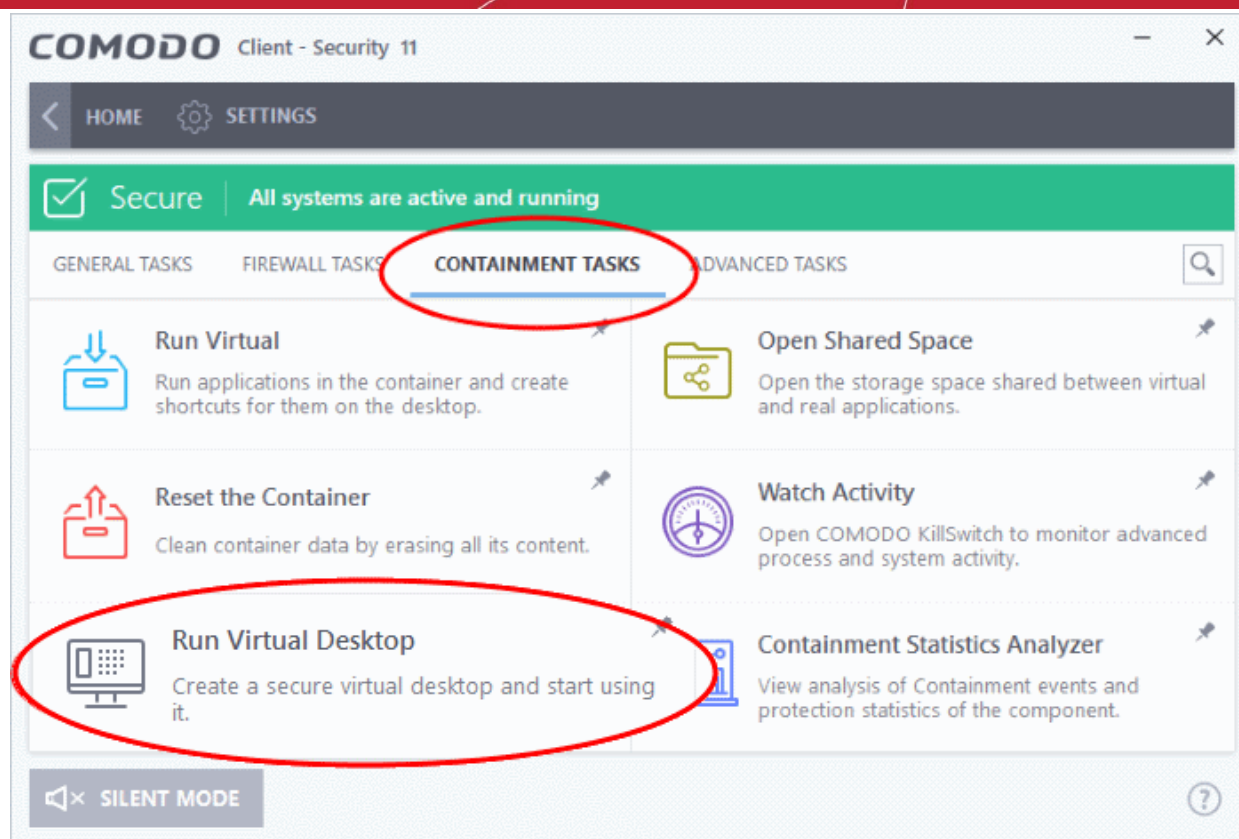 COMODO Client - Security 11
HOME SETTINGS
Secure All systems are active and running
GENERAL TASKS FIREWALL TASKS CONTAINMENT TASKS ADVANCED TASKS
Run Virtual
Run applications in the container and create
shortcuts for them on the desktop.
Open Shared Space
Open the storage space shared between virtual
and real applications.
Reset the Container
Clean container data by erasing all its content.
Watch Activity
Open COMODO KillSwitch to monitor advanced
process and system activity.
Run Virtual Desktop
Create a secure virtual desktop and start using
it.
Containment Statistics Analyzer
View analysis of Containment events and
protection statistics of the component.
SILENT MODE